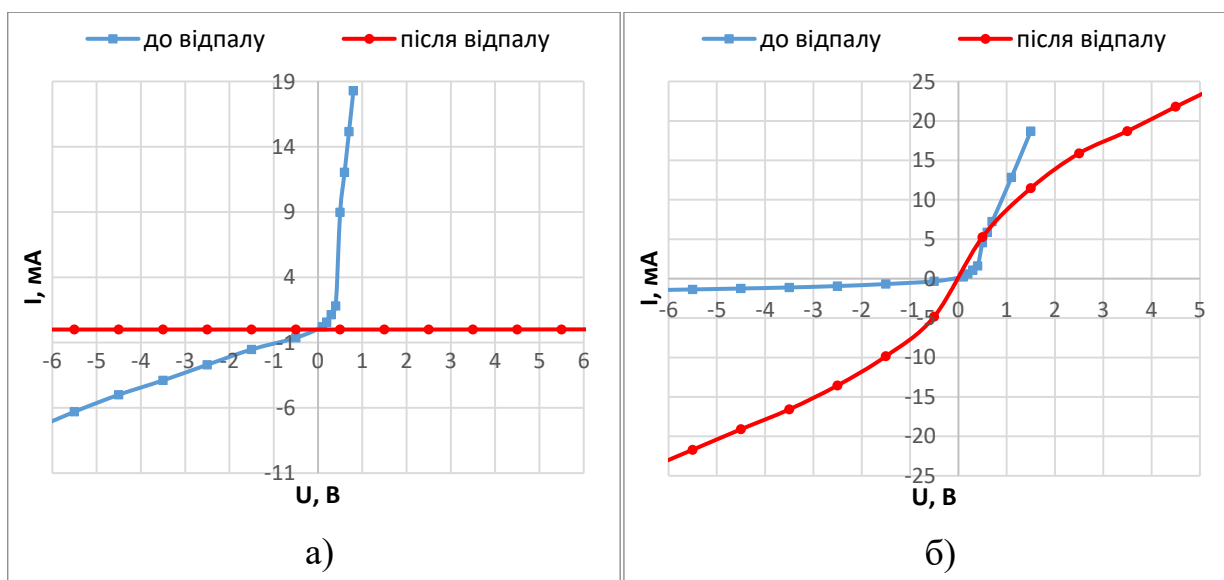 до відпалу після відпалу
19
14
9
4
-1
-6
-11
-6 -5 -4 -3 -2 -1 0 1 2 3 4 5 6
I, мА
U, В
а)
до відпалу після відпалу
25
20
15
10
5
0
-5
-10
-15
-20
-25
-6 -5 -4 -3 -2 -1 0 1 2 3 4 5
I, мА
U, В
б)